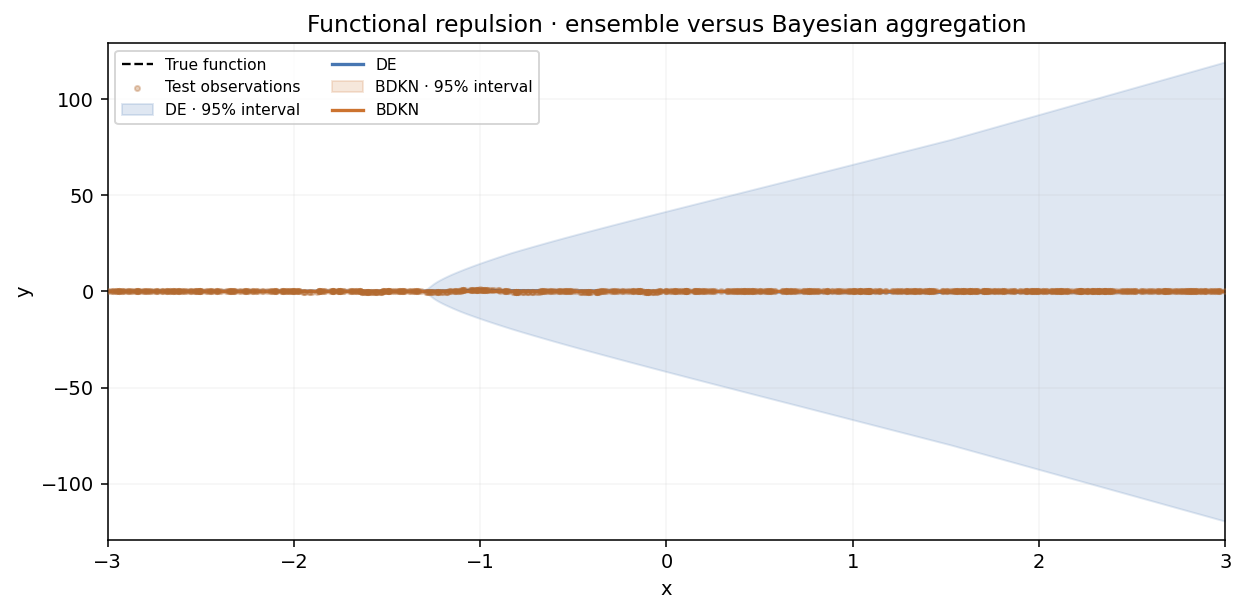 Functional repulsion · ensemble versus Bayesian aggregation
True function
Test observations
DE · 95% interval
DE
BDKN · 95% interval
BDKN
100
50
0
−50
−100
y
−3 −2 −1 0 1 2 3
x